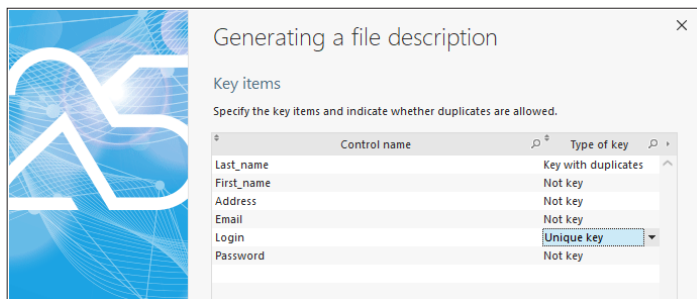 Generating a file description
Key items
Specify the key items and indicate whether duplicates are allowed.
Control name Type of key
Last_name Key with duplicates
First_name Not key
Address Not key
Email Not key
Login Unique key
Password Not key